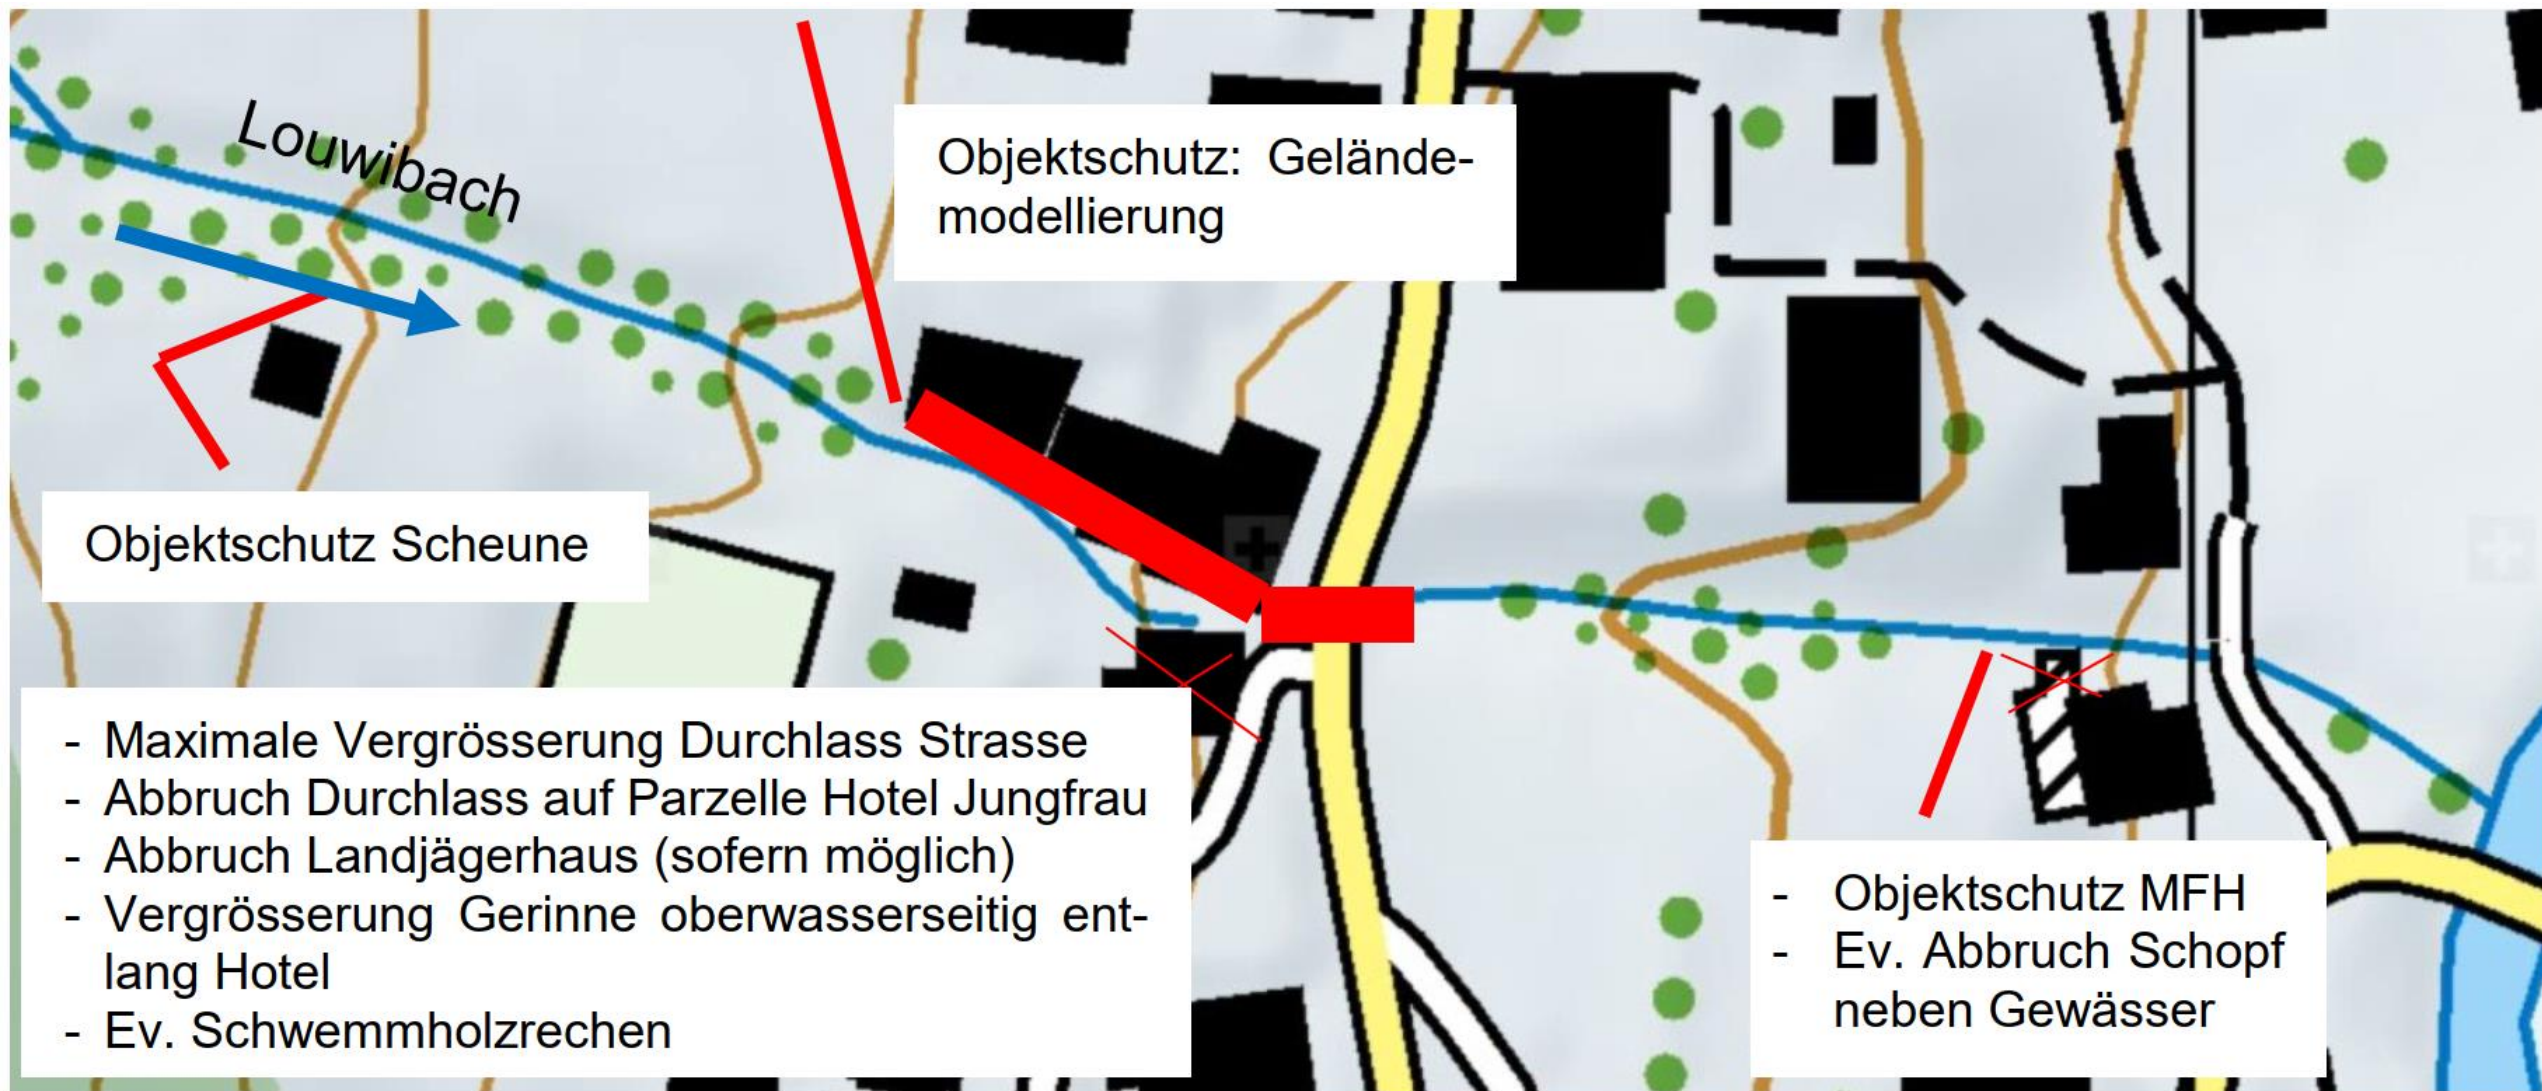 Louwibach
Objektschutz: Gelände-
modellierung
Objektschutz Scheune
- Maximale Vergrösserung Durchlass Strasse
- Abbruch Durchlass auf Parzelle Hotel Jungfrau
- Abbruch Landjägerhaus (sofern möglich)
- Vergrösserung Gerinne oberwasserseitig ent-
lang Hotel
- Ev. Schwemmholzrechen
- Objektschutz MFH
- Ev. Abbruch Schopf
neben Gewässer